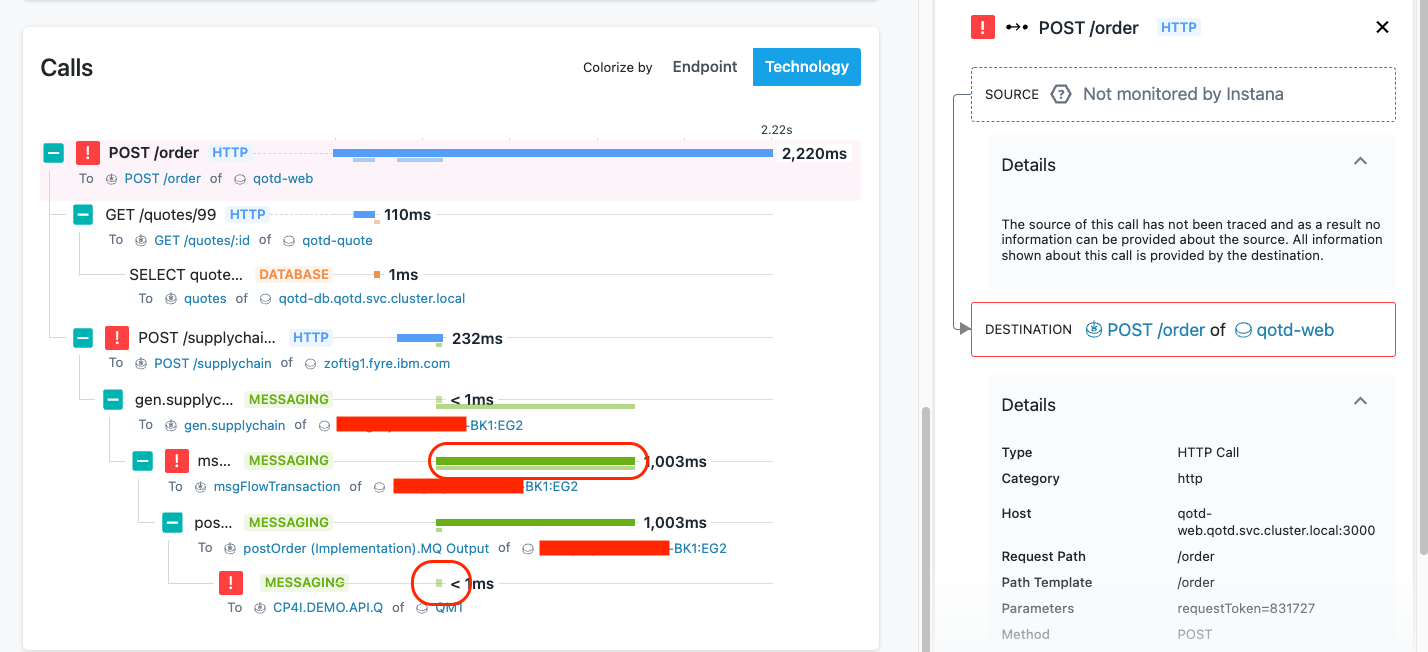 Calls
Colorize by Endpoint Technology
2.22s
! POST /order HTTP 2,220ms
To POST /order of qotd-web
GET /quotes/99 HTTP 110ms
To GET /quotes/:id of qotd-quote
SELECT quote... DATABASE 1ms
To quotes of qotd-db.qotd.svc.cluster.local
! POST /supplychai... HTTP 232ms
To POST /supplychain of zoftig1.fyre.ibm.com
gen.supplyc... MESSAGING < 1ms
To gen.supplychain of -BK1:EG2
! ms... MESSAGING 1,003ms
To msgFlowTransaction of BK1:EG2
pos... MESSAGING 1,003ms
To postOrder (Implementation).MQ Output of -BK1:EG2
! MESSAGING < 1ms
To CP4I.DEMO.API.Q of QM1
! POST /order HTTP
SOURCE ? Not monitored by Instana
Details
The source of this call has not been traced and as a result no
information can be provided about the source. All information
shown about this call is provided by the destination.
DESTINATION POST /order of qotd-web
Details
Type HTTP Call
Category http
Host qotd-
web.qotd.svc.cluster.local:3000
Request Path /order
Path Template /order
Parameters requestToken=831727
Method POST